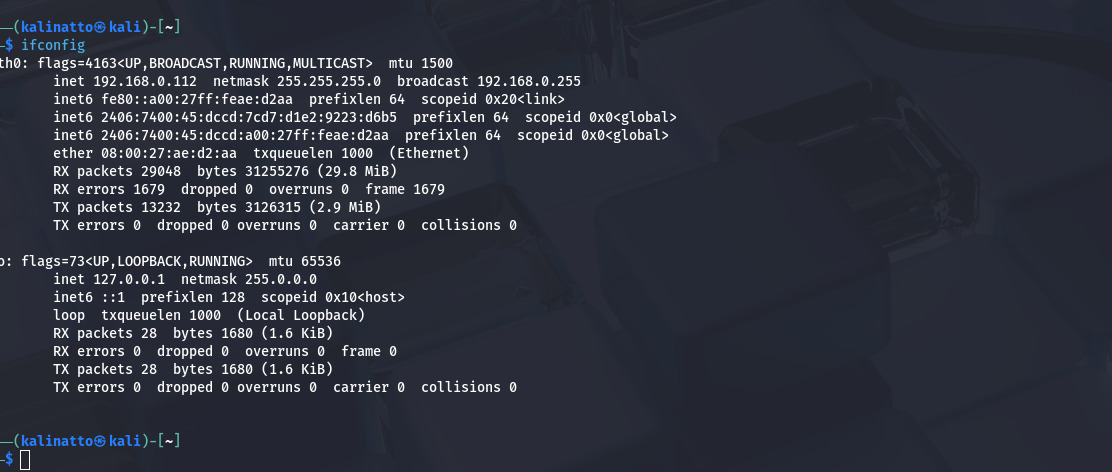 ──(kalinatto㉿kali)-[~]
─$ ifconfig
th0: flags=4163<UP,BROADCAST,RUNNING,MULTICAST>  mtu 1500
        inet 192.168.0.112  netmask 255.255.255.0  broadcast 192.168.0.255
        inet6 fe80::a00:27ff:feae:d2aa  prefixlen 64  scopeid 0x20<link>
        inet6 2406:7400:45:dccd:7cd7:d1e2:9223:d6b5  prefixlen 64  scopeid 0x0<global>
        inet6 2406:7400:45:dccd:a00:27ff:feae:d2aa  prefixlen 64  scopeid 0x0<global>
        ether 08:00:27:ae:d2:aa  txqueuelen 1000  (Ethernet)
        RX packets 29048  bytes 31255276 (29.8 MiB)
        RX errors 1679  dropped 0  overruns 0  frame 1679
        TX packets 13232  bytes 3126315 (2.9 MiB)
        TX errors 0  dropped 0 overruns 0  carrier 0  collisions 0
o: flags=73<UP,LOOPBACK,RUNNING>  mtu 65536
        inet 127.0.0.1  netmask 255.0.0.0
        inet6 ::1  prefixlen 128  scopeid 0x10<host>
        loop  txqueuelen 1000  (Local Loopback)
        RX packets 28  bytes 1680 (1.6 KiB)
        RX errors 0  dropped 0  overruns 0  frame 0
        TX packets 28  bytes 1680 (1.6 KiB)
        TX errors 0  dropped 0 overruns 0  carrier 0  collisions 0
──(kalinatto㉿kali)-[~]
─$